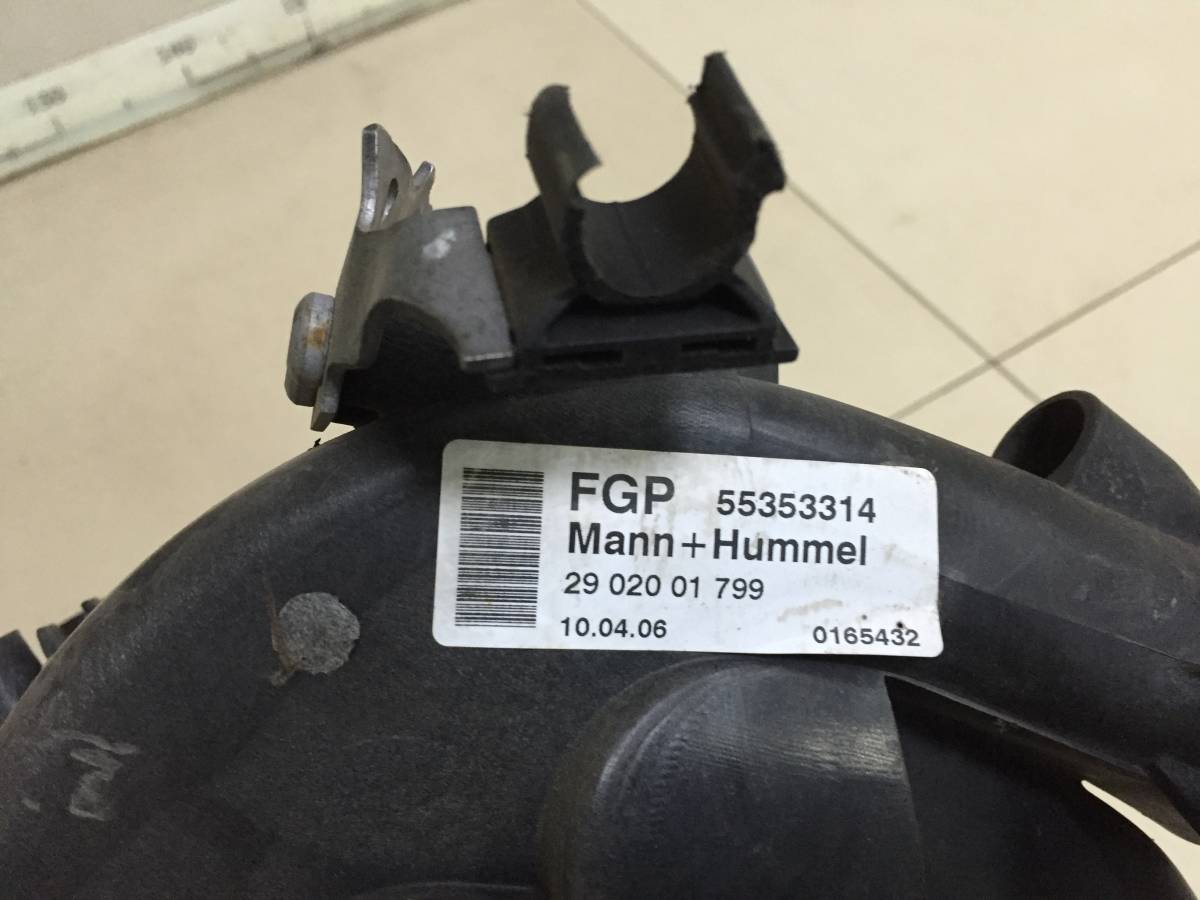 FGP 55353314
Mann+Hummel
29 020 01 799
10.04.06 0165432